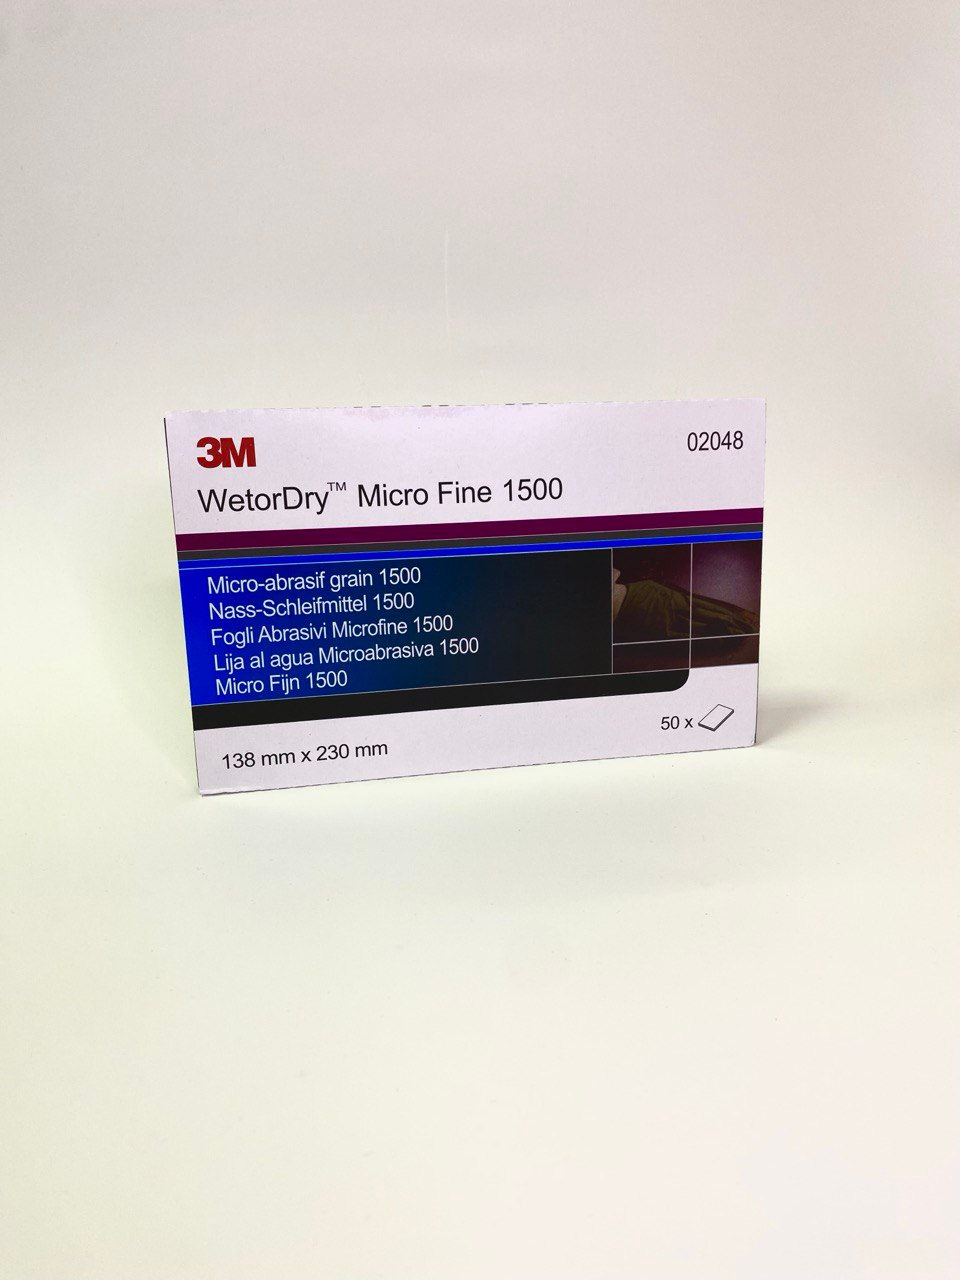 3M
02048
WetorDry™ Micro Fine 1500
Micro-abrasif grain 1500
Nass-Schleifmittel 1500
Fogli Abrasivi Microfine 1500
Lija al agua Microabrasiva 1500
Micro Fijn 1500
50 x
138 mm x 230 mm